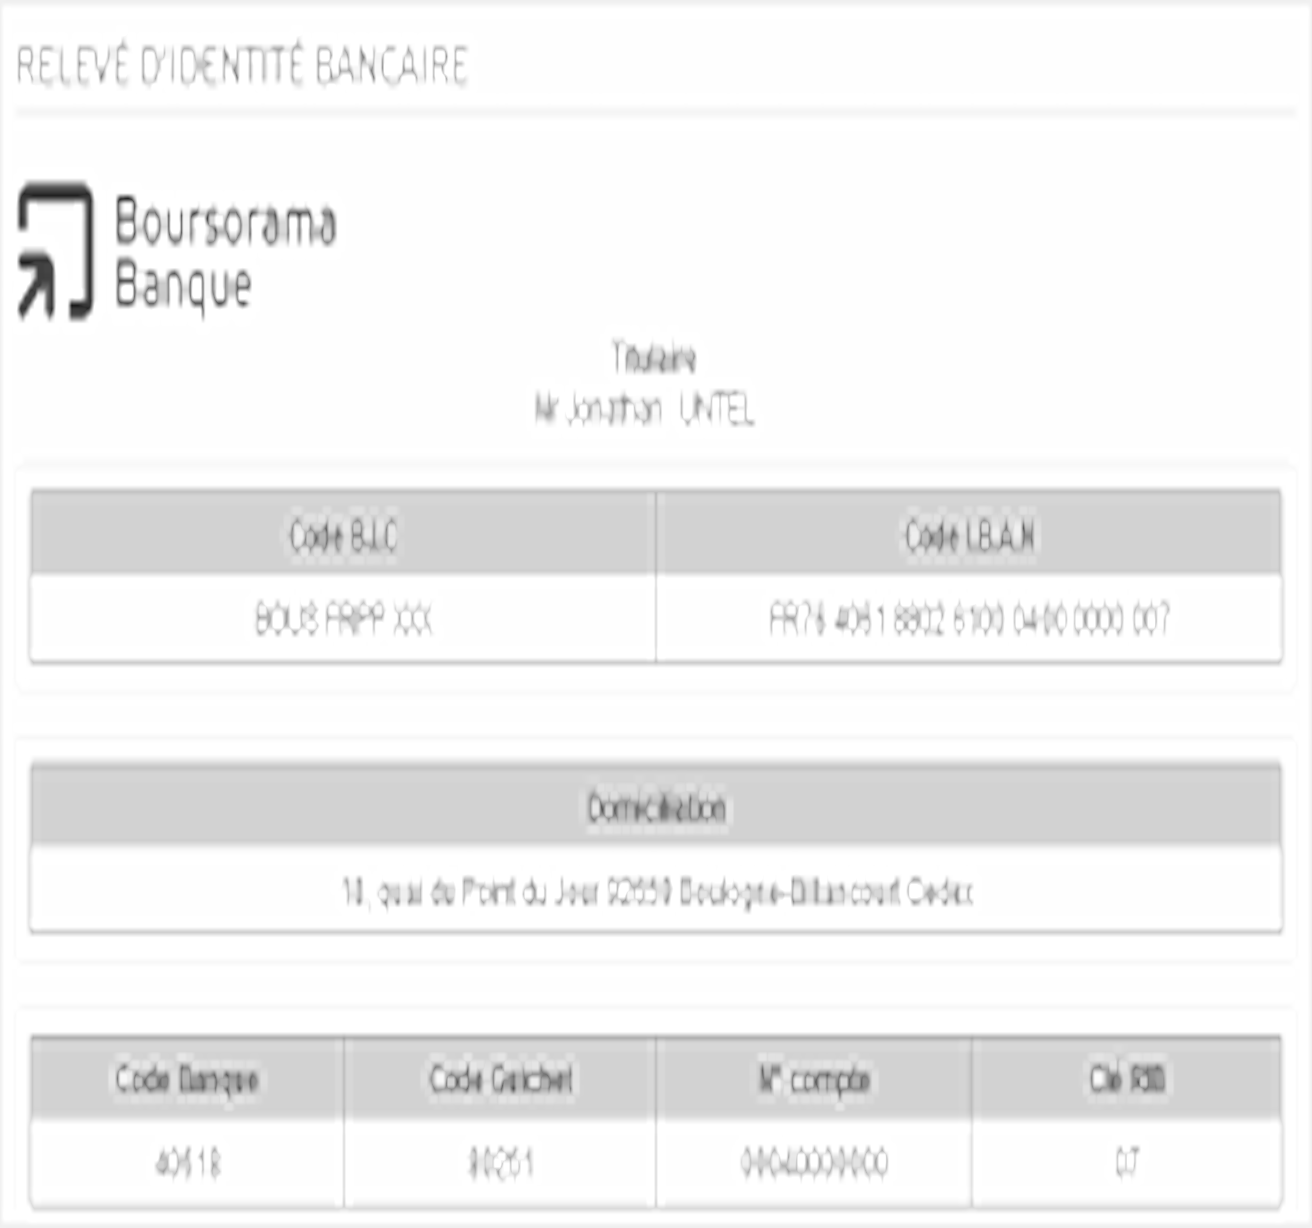 RELEVÉ D'IDENTITÉ BANCAIRE
Boursorama
Banque
Titulaire
Mr Jonathan UNTEL
Code B.I.C
Code I.B.A.N
BOUS FRPP XXX
FR76 4061 8802 6100 0400 0000 007
Domiciliation
18, quai du Point du Jour 92659 Boulogne-Billancourt Cedex
Code Banque
Code Guichet
N° compte
Clé RIB
40618
80261
00040000000
07